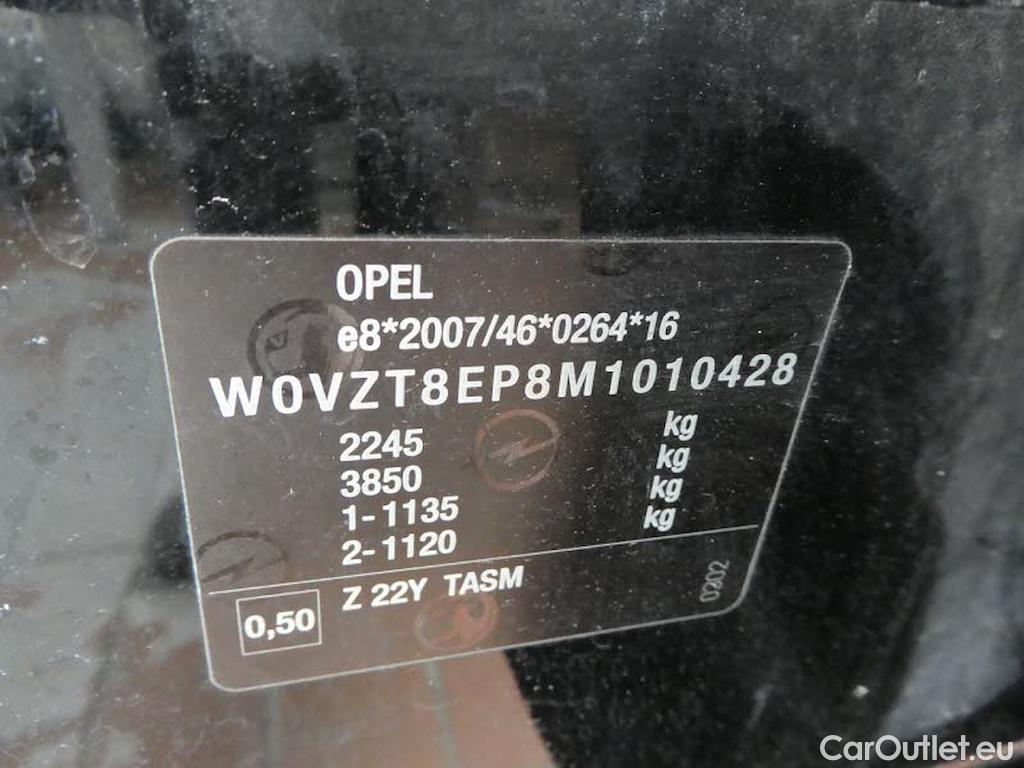 OPEL
e8*2007/46*0264*16
W0VZT8EP8M1010428
2245 kg
3850 kg
1-1135 kg
2-1120 kg
Z 22Y TASM
0,50
0302
CarOutlet.eu